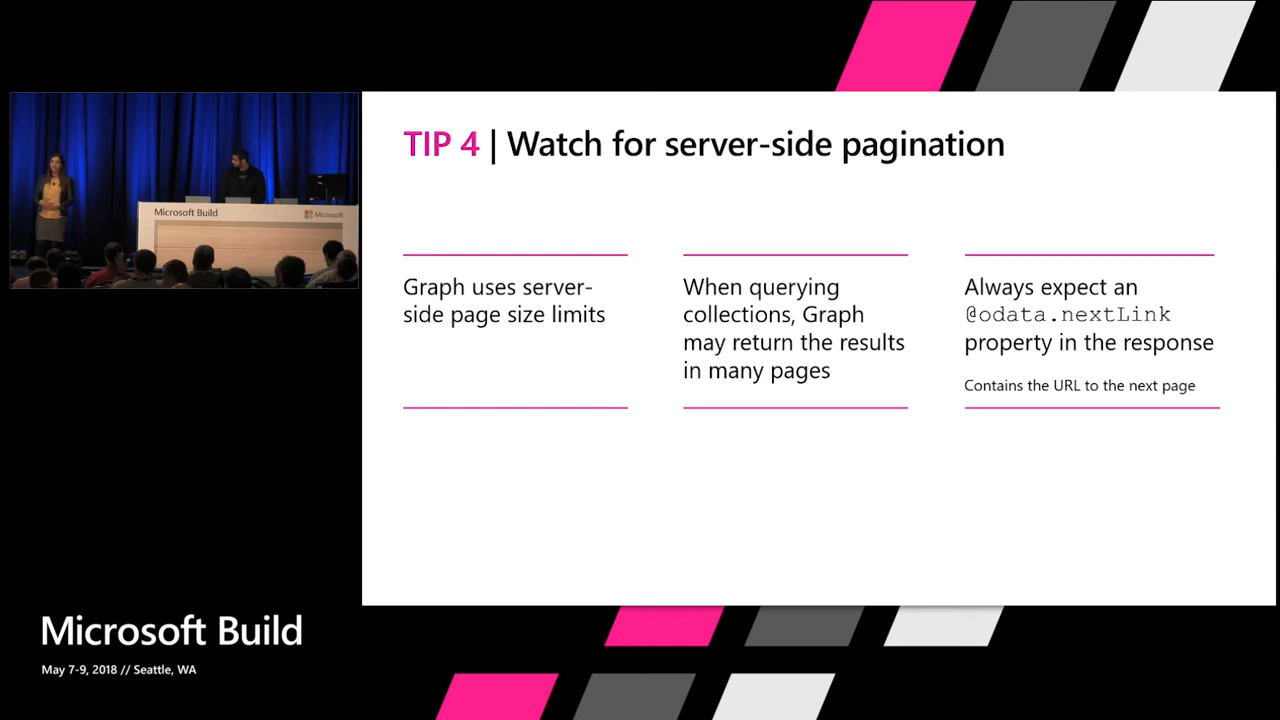 TIP 4 | Watch for server-side pagination
Graph uses server-
side page size limits
When querying
collections, Graph
may return the results
in many pages
Always expect an
@odata.nextLink
property in the response
Contains the URL to the next page
Microsoft Build
Microsoft
Microsoft Build
May 7-9, 2018 // Seattle, WA